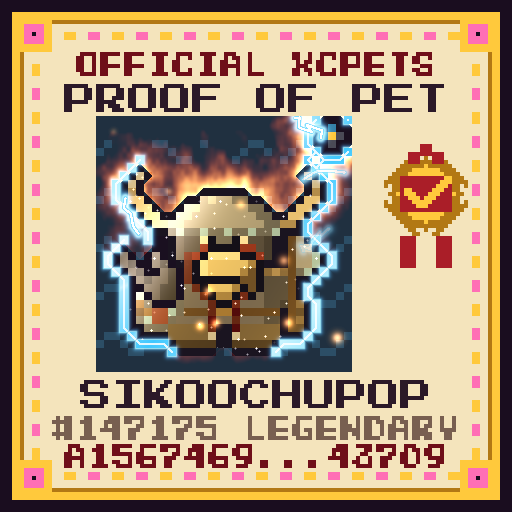 OFFICIAL XCPETS
PROOF OF PET
SIKOOCHUPOP
#147175 LEGENDARY
A1567469...43709